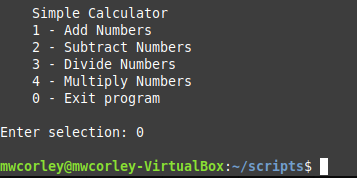 Simple Calculator
1 - Add Numbers
2 - Subtract Numbers
3 - Divide Numbers
4 - Multiply Numbers
0 - Exit program
Enter selection: 0
mwcorley@mwcorley-VirtualBox:~/scripts$